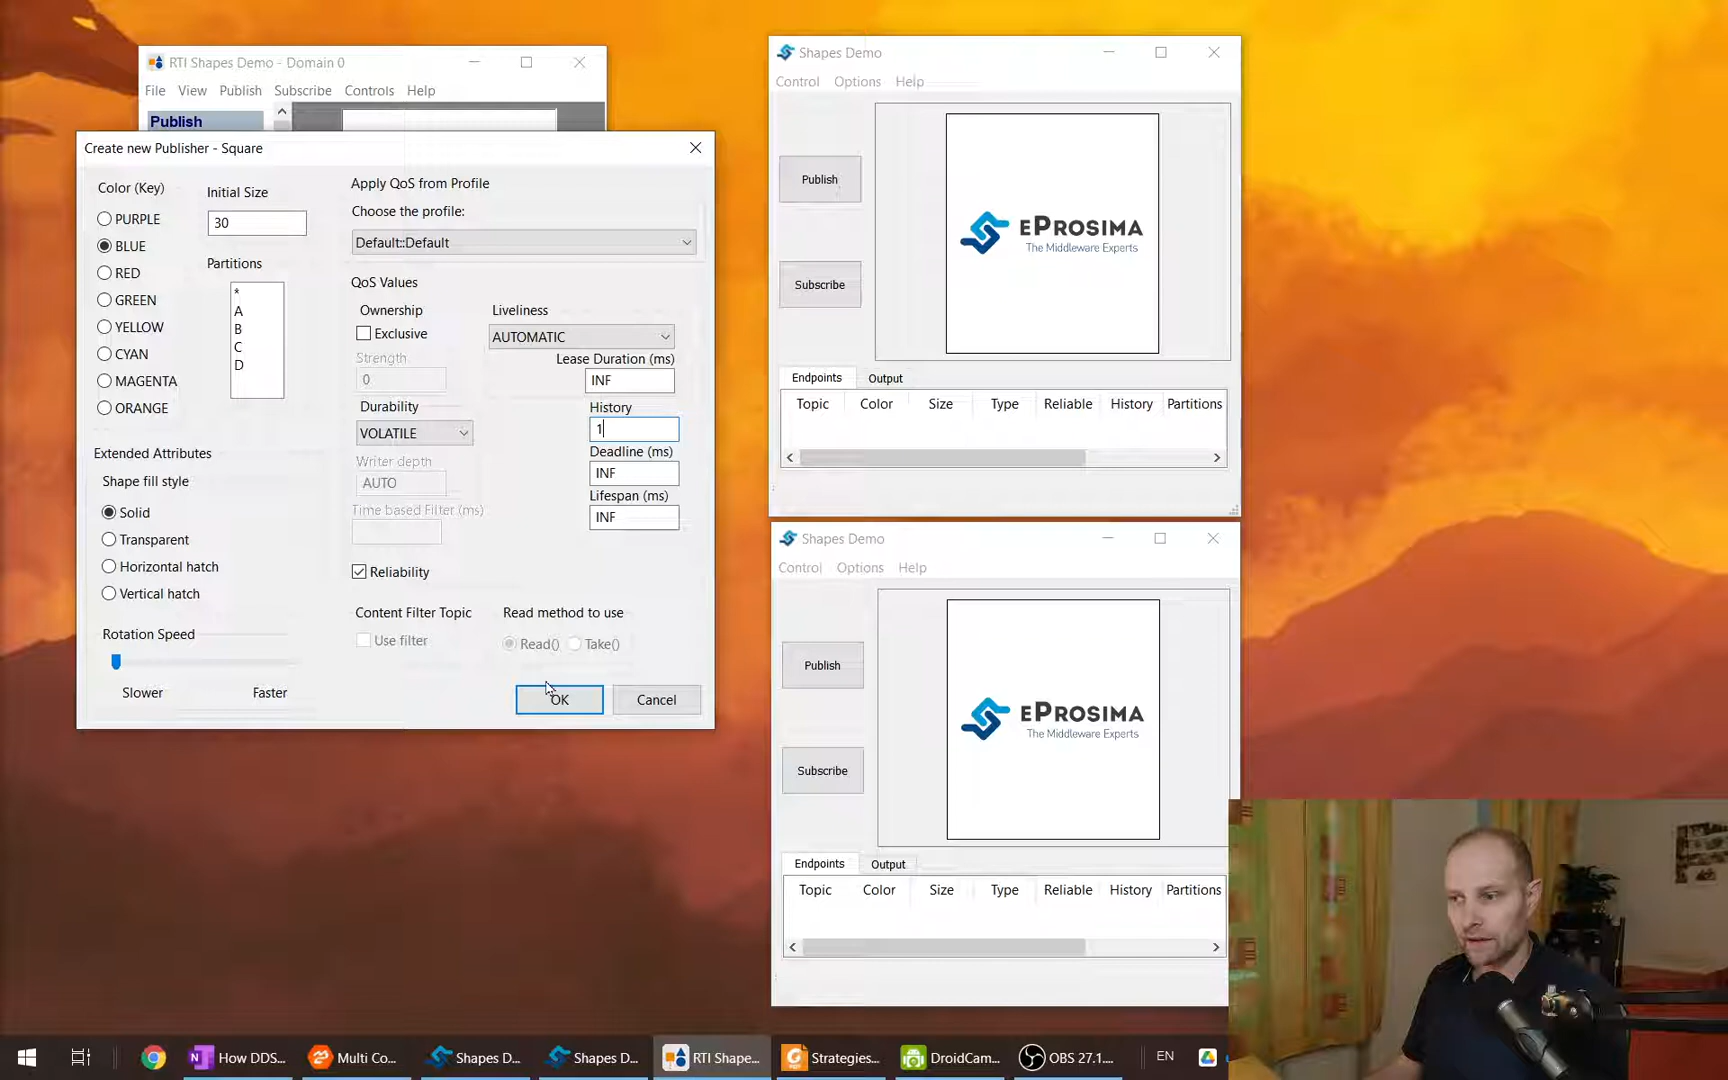 RTI Shapes Demo - Domain 0
File View Publish Subscribe Controls Help
Publish
Create new Publisher - Square
Color (Key)
PURPLE
BLUE
RED
GREEN
YELLOW
CYAN
MAGENTA
ORANGE
Initial Size
30
Partitions
*
A
B
C
D
Extended Attributes
Shape fill style
Solid
Transparent
Horizontal hatch
Vertical hatch
Rotation Speed
Slower Faster
Apply QoS from Profile
Choose the profile:
Default::Default
QoS Values
Ownership
Exclusive
Strength
0
Durability
VOLATILE
Writer depth
AUTO
Time based Filter (ms)
Liveliness
AUTOMATIC
Lease Duration (ms)
INF
History
1
Deadline (ms)
INF
Lifespan (ms)
INF
Reliability
Content Filter Topic
Use filter
Read method to use
Read() Take()
OK Cancel
Shapes Demo
Control Options Help
Publish
Subscribe
ePROSIMA
The Middleware Experts
Endpoints Output
Topic Color Size Type Reliable History Partitions
Shapes Demo
Control Options Help
Publish
Subscribe
ePROSIMA
The Middleware Experts
Endpoints Output
Topic Color Size Type Reliable History Partitions
How DDS... Multi Co... Shapes D... Shapes D... RTI Shape... Strategies... DroidCam... OBS 27.1.... EN